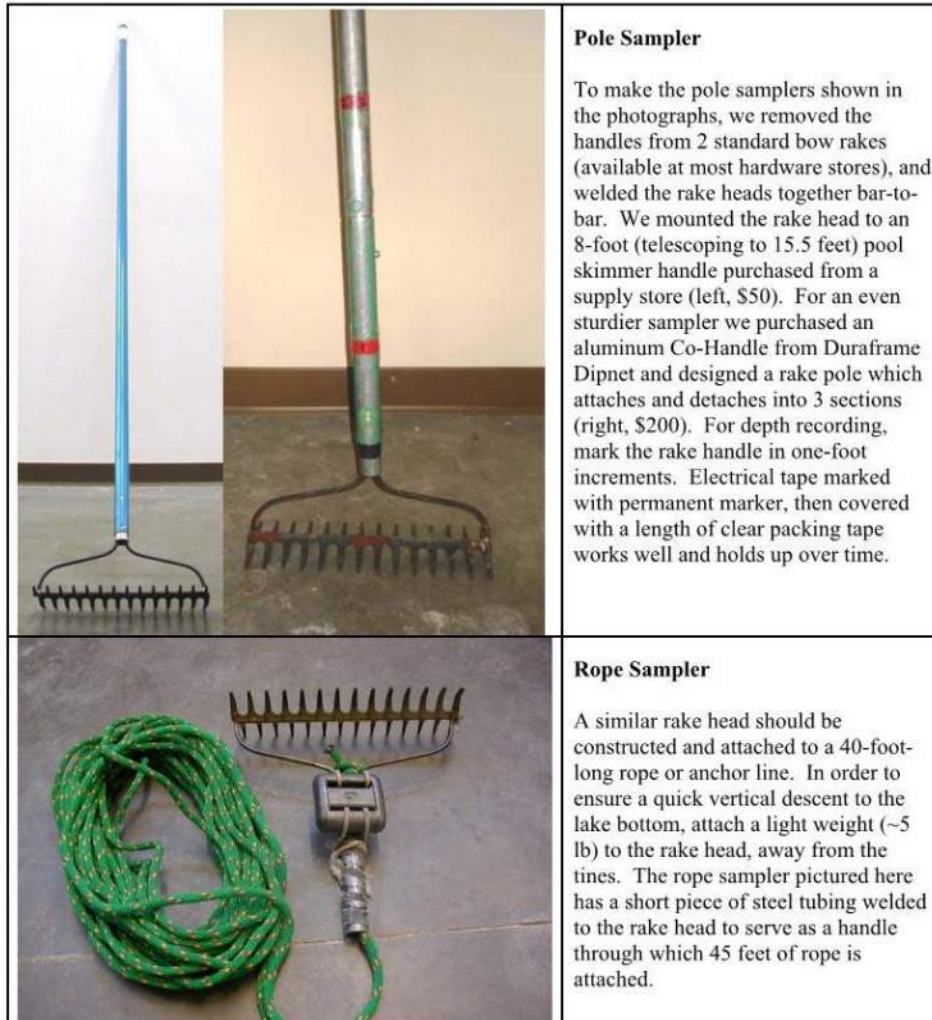 Pole Sampler
To make the pole samplers shown in
the photographs, we removed the
handles from 2 standard bow rakes
(available at most hardware stores), and
welded the rake heads together bar-to-
bar. We mounted the rake head to an
8-foot (telescoping to 15.5 feet) pool
skimmer handle purchased from a
supply store (left, $50). For an even
sturdier sampler we purchased an
aluminum Co-Handle from Duraframe
Dipnet and designed a rake pole which
attaches and detaches into 3 sections
(right, $200). For depth recording,
mark the rake handle in one-foot
increments. Electrical tape marked
with permanent marker, then covered
with a length of clear packing tape
works well and holds up over time.
Rope Sampler
A similar rake head should be
constructed and attached to a 40-foot-
long rope or anchor line. In order to
ensure a quick vertical descent to the
lake bottom, attach a light weight (~5
lb) to the rake head, away from the
tines. The rope sampler pictured here
has a short piece of steel tubing welded
to the rake head to serve as a handle
through which 45 feet of rope is
attached.